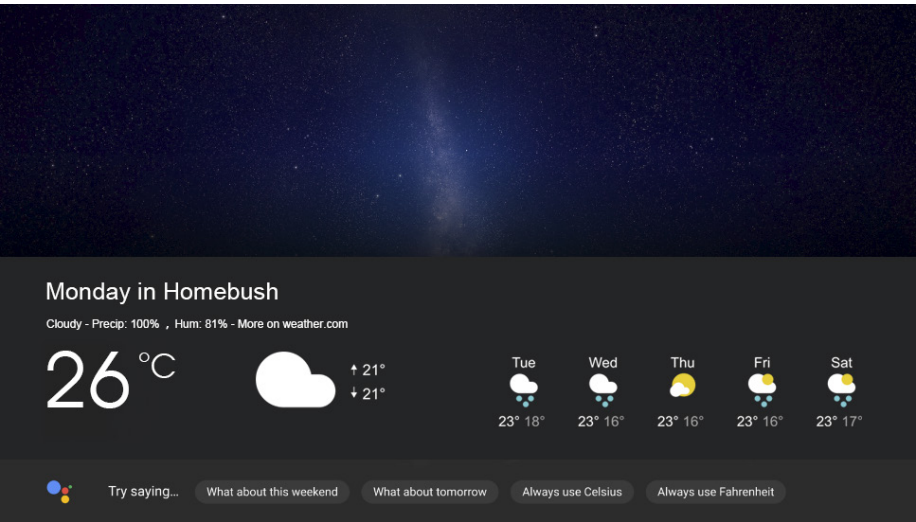 Monday in Homebush
Cloudy - Precip: 100% , Hum: 81% - More on weather.com
26 °C
↑ 21°
↓ 21°
Tue Wed Thu Fri Sat
23° 18° 23° 16° 23° 16° 23° 16° 23° 17°
Try saying... What about this weekend What about tomorrow Always use Celsius Always use Fahrenheit